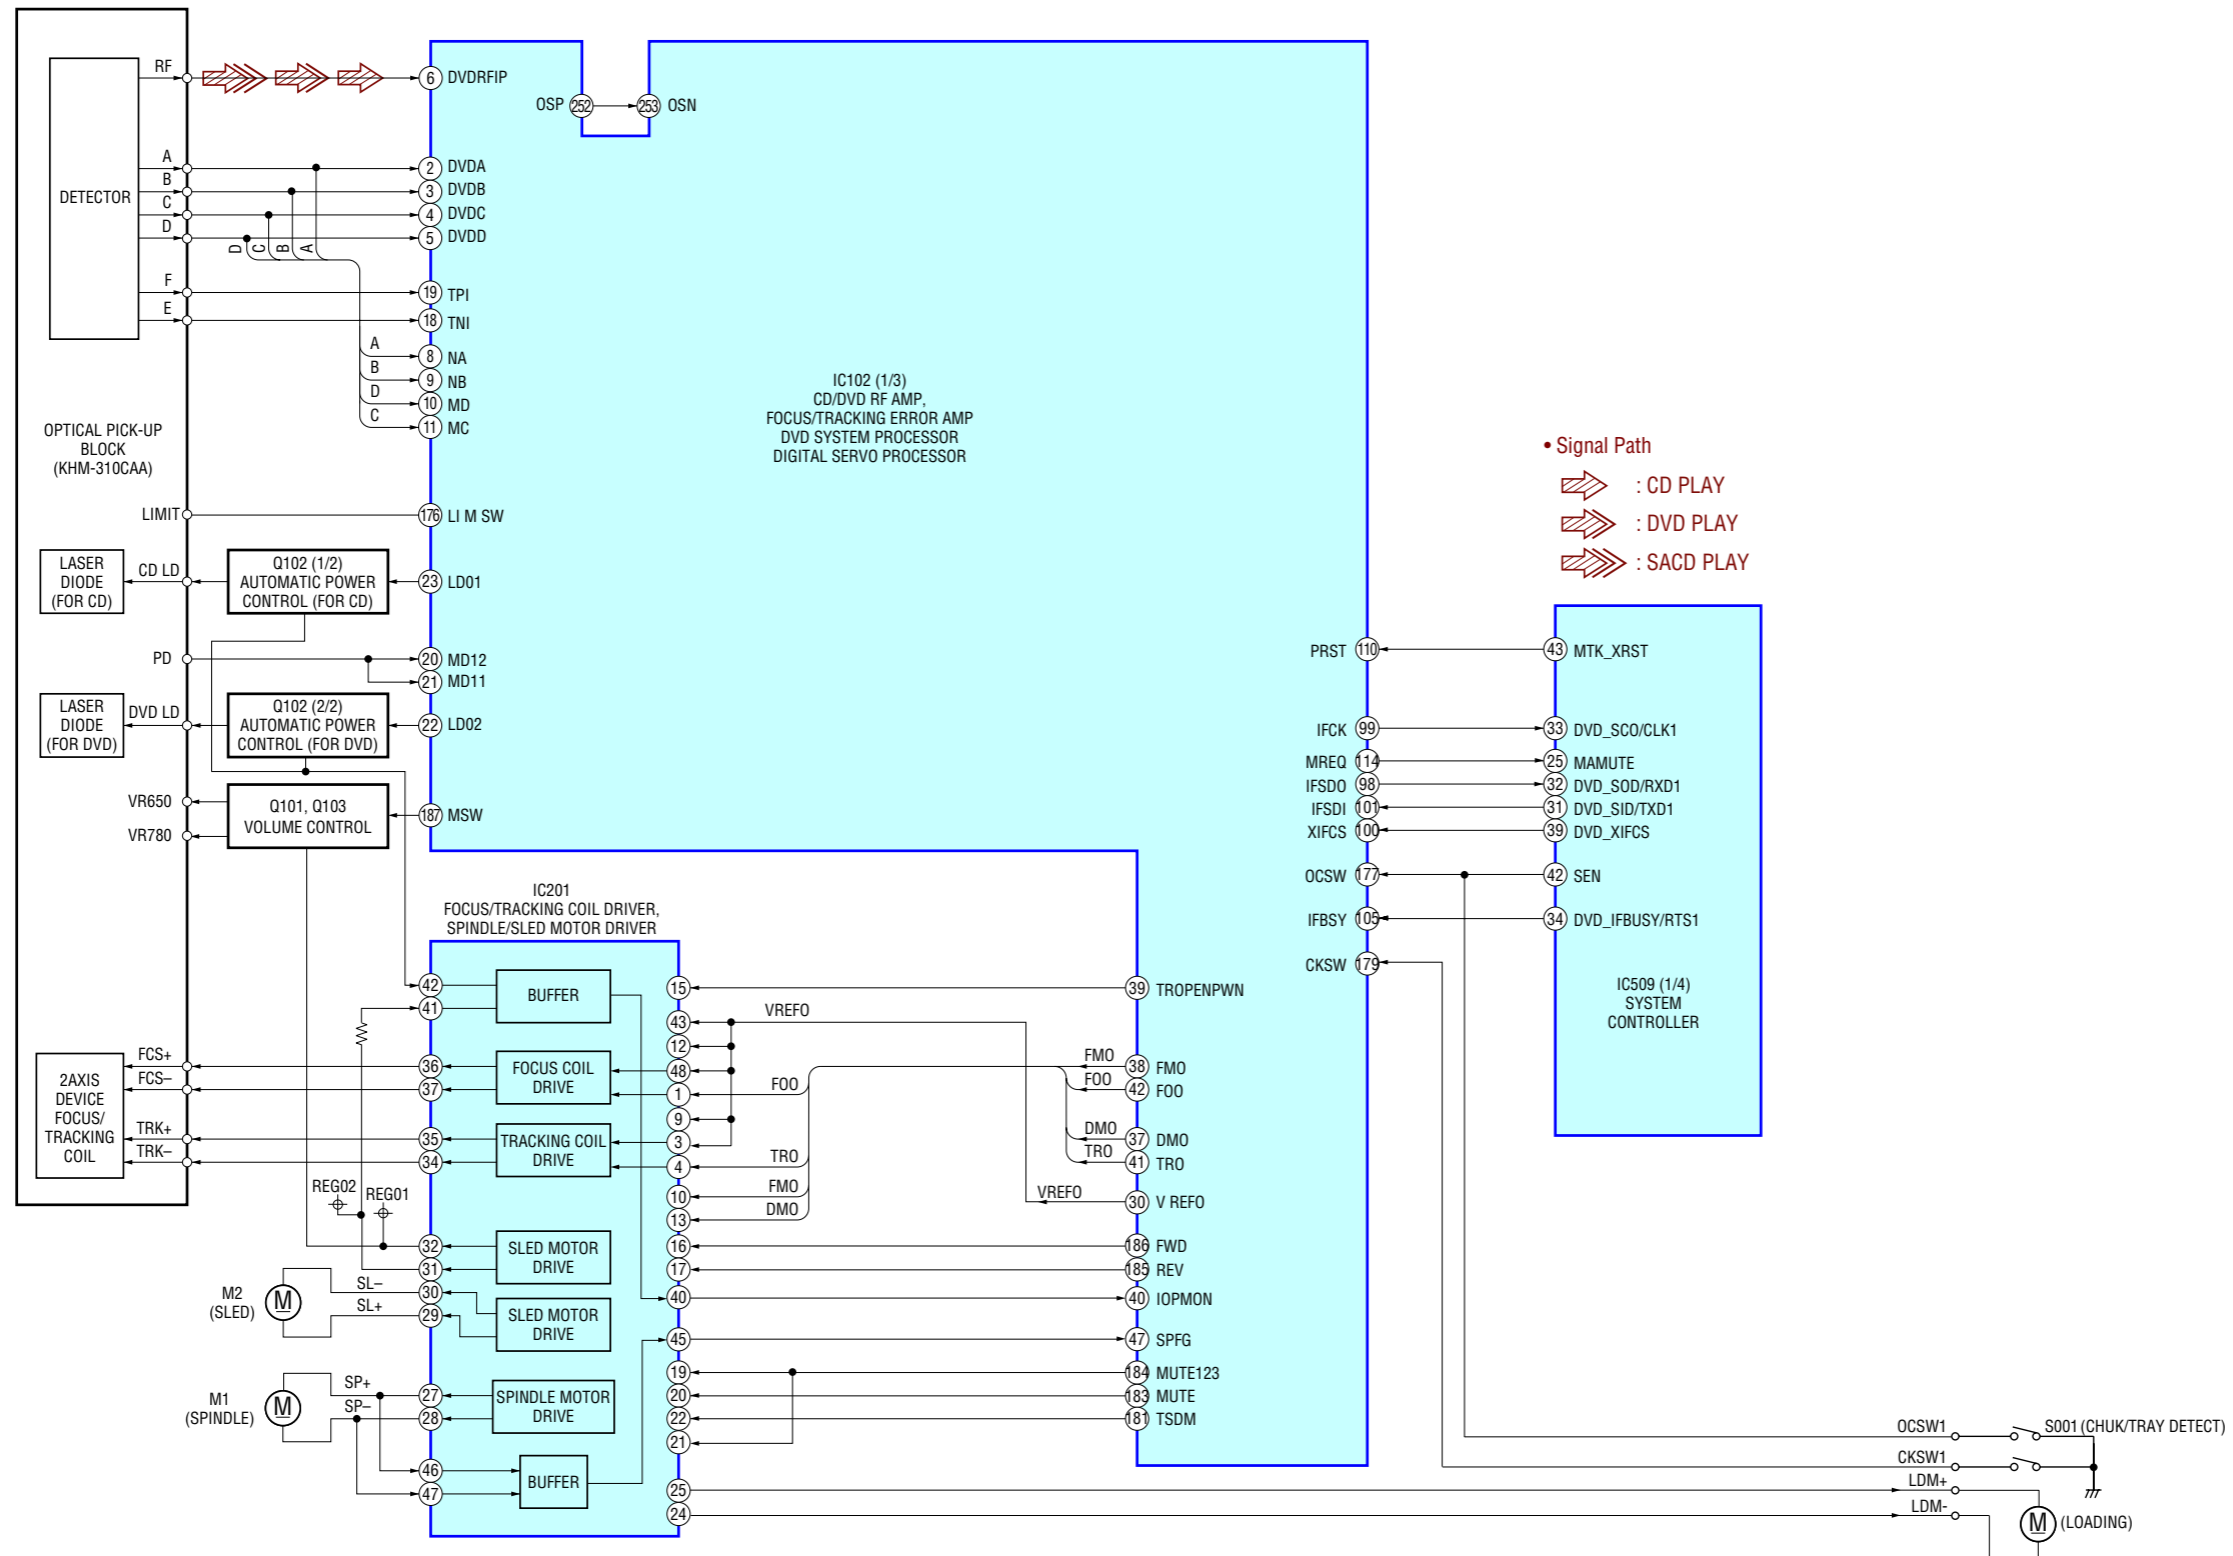 RF
6 DVDRFIP
OSP 252
253 OSN
A
2 DVDA
B
3 DVDB
C
4 DVDC
D
5 DVDD
DETECTOR
D
C
B
A
F
19 TPI
E
18 TNI
A
8 NA
B
9 NB
D
10 MD
C
11 MC
IC102 (1/3)
CD/DVD RF AMP,
FOCUS/TRACKING ERROR AMP
DVD SYSTEM PROCESSOR
DIGITAL SERVO PROCESSOR
OPTICAL PICK-UP
BLOCK
(KHM-310CAA)
• Signal Path
: CD PLAY
: DVD PLAY
: SACD PLAY
LIMIT
176 LI M SW
LASER
DIODE
(FOR CD)
CD LD
Q102 (1/2)
AUTOMATIC POWER
CONTROL (FOR CD)
23 LD01
PD
20 MD12
21 MD11
LASER
DIODE
(FOR DVD)
DVD LD
Q102 (2/2)
AUTOMATIC POWER
CONTROL (FOR DVD)
22 LD02
VR650
VR780
Q101, Q103
VOLUME CONTROL
187 MSW
PRST 110
43 MTK_XRST
IFCK 99
33 DVD_SCO/CLK1
MREQ 114
25 MAMUTE
IFSDO 98
32 DVD_SOD/RXD1
IFSDI 101
31 DVD_SID/TXD1
XIFCS 100
39 DVD_XIFCS
OCSW 177
42 SEN
IFBSY 105
34 DVD_IFBUSY/RTS1
CKSW 179
IC509 (1/4)
SYSTEM
CONTROLLER
IC201
FOCUS/TRACKING COIL DRIVER,
SPINDLE/SLED MOTOR DRIVER
42
41
BUFFER
15
39 TROPENPWN
43
VREFO
12
2AXIS
DEVICE
FOCUS/
TRACKING
COIL
FCS+
FCS–
TRK+
TRK–
36
37
FOCUS COIL
DRIVE
48
1
FOO
FMO
38 FMO
FOO
42 FOO
9
35
34
TRACKING COIL
DRIVE
3
4
TRO
DMO
37 DMO
TRO
41 TRO
10
FMO
13
DMO
VREFO
30 V REFO
REG02
REG01
32
31
SLED MOTOR
DRIVE
16
186 FWD
17
185 REV
M2
(SLED)
M
SL–
SL+
30
29
SLED MOTOR
DRIVE
40
40 IOPMON
45
47 SPFG
19
184 MUTE123
20
183 MUTE
22
181 TSDM
21
M1
(SPINDLE)
M
SP+
SP–
27
28
SPINDLE MOTOR
DRIVE
46
47
BUFFER
25
24
OCSW1
S001 (CHUK/TRAY DETECT)
CKSW1
LDM+
LDM-
M
(LOADING)